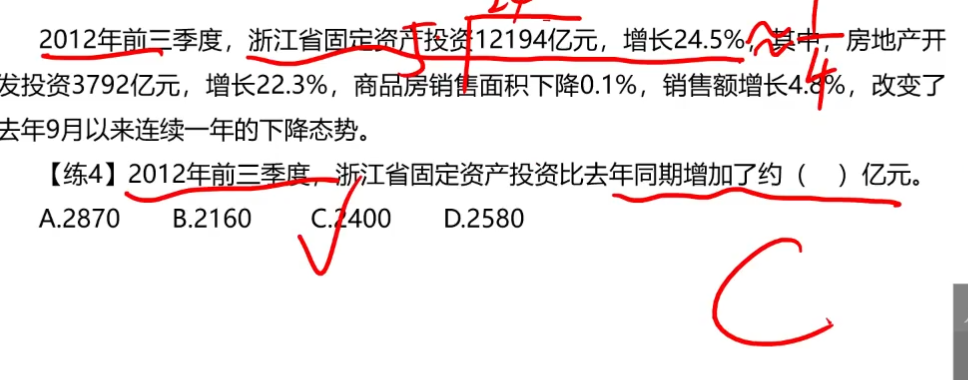 2012年前三季度，浙江省固定资产投资12194亿元，增长24.5%，其中，房地产开
发投资3792亿元，增长22.3%，商品房销售面积下降0.1%，销售额增长4.8%，改变了
去年9月以来连续一年的下降态势。
【练4】2012年前三季度，浙江省固定资产投资比去年同期增加了约（ ）亿元。
A.2870 B.2160 C.2400 D.2580
≈ 1/4
5
24
C